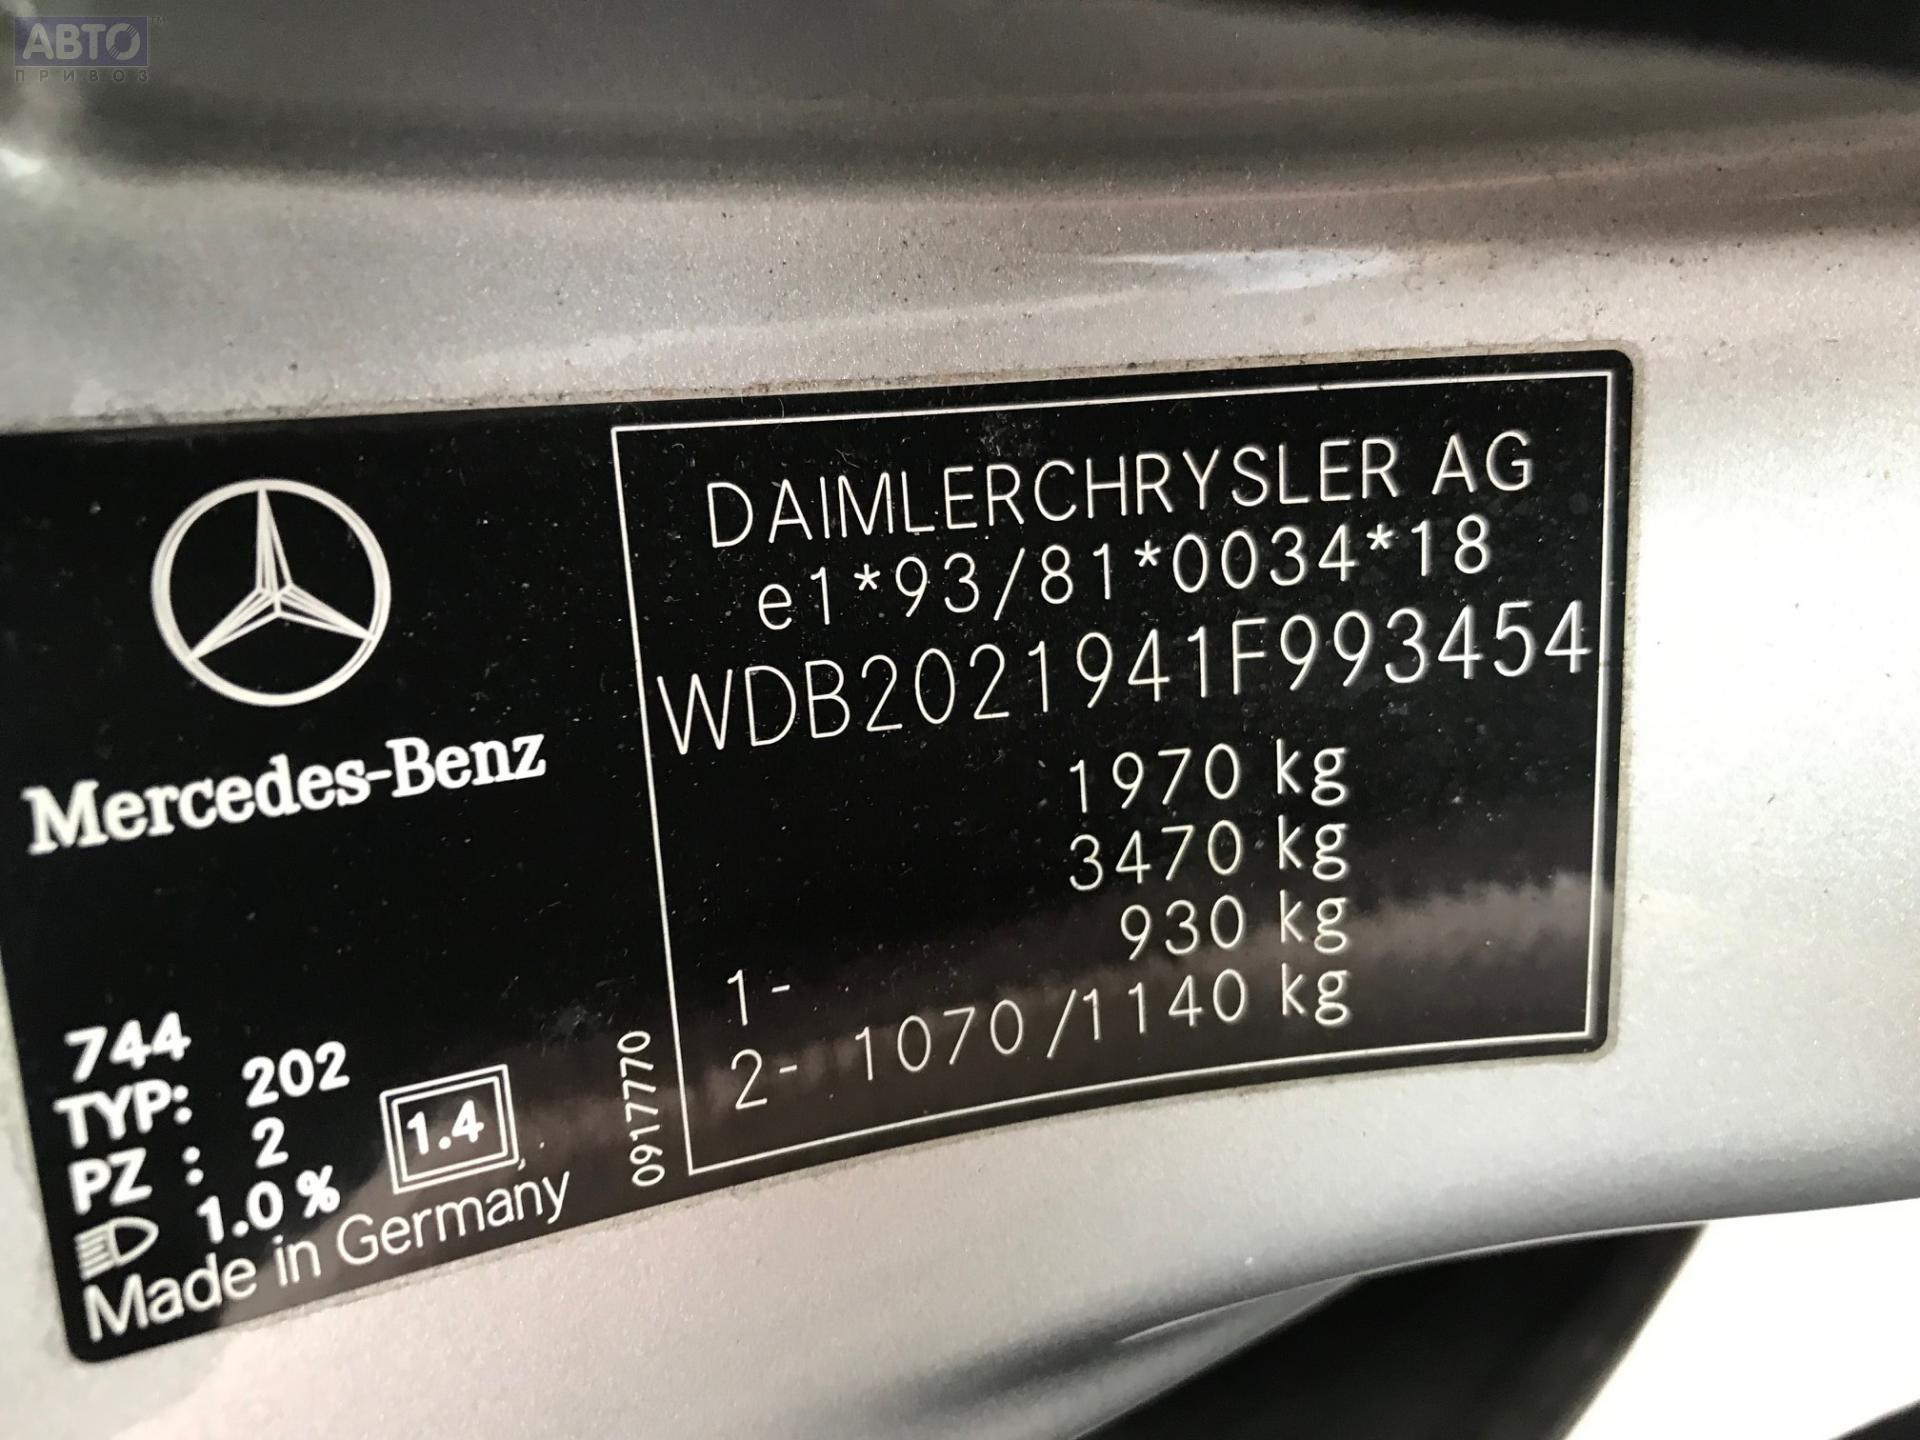 АВТО™
ПРИВОЗ
DAIMLERCHRYSLER AG
e1*93/81*0034*18
WDB2021941F993454
1970 kg
3470 kg
1- 930 kg
2- 1070/1140 kg
Mercedes-Benz
744
TYP: 202
PZ : 2
1.0%
1.4
Made in Germany
0917770